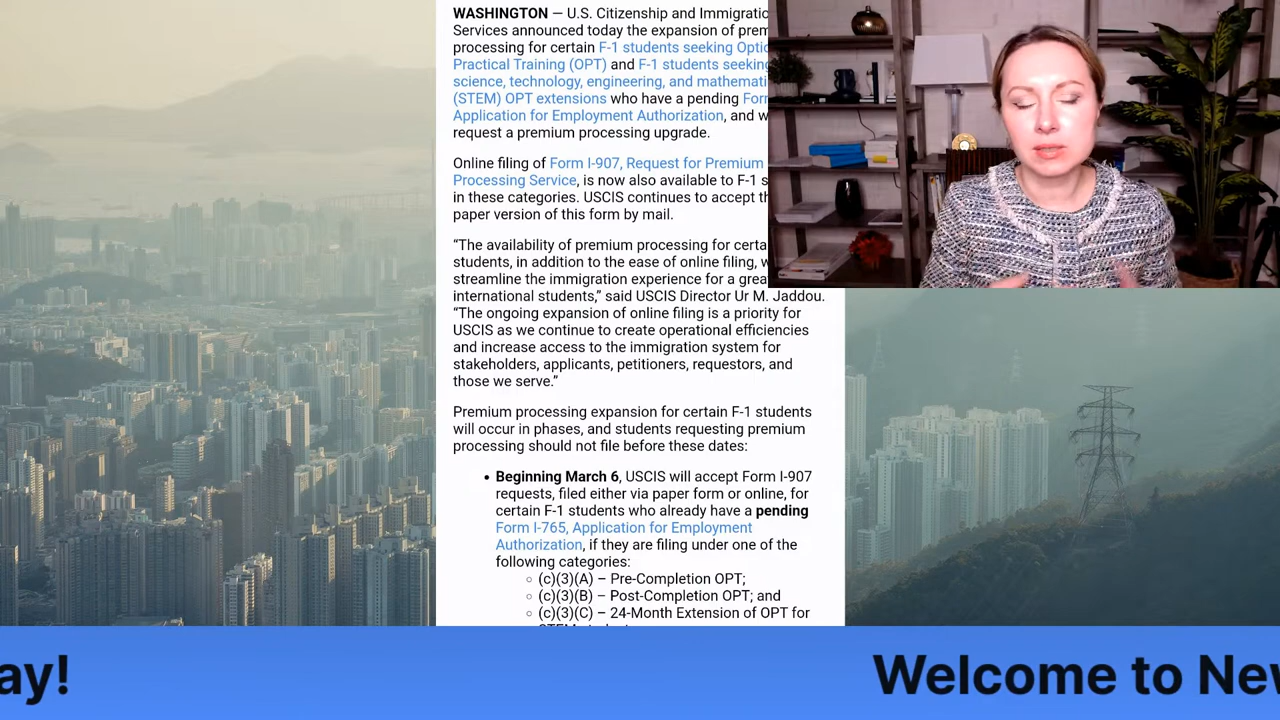 WASHINGTON — U.S. Citizenship and Immigratio
Services announced today the expansion of prem
processing for certain F-1 students seeking Optio
Practical Training (OPT) and F-1 students seeking
science, technology, engineering, and mathemati
(STEM) OPT extensions who have a pending For
Application for Employment Authorization, and w
request a premium processing upgrade.
Online filing of Form I-907, Request for Premium
Processing Service, is now also available to F-1 s
in these categories. USCIS continues to accept th
paper version of this form by mail.
“The availability of premium processing for certa
students, in addition to the ease of online filing, w
streamline the immigration experience for a grea
international students,” said USCIS Director Ur M. Jaddou.
“The ongoing expansion of online filing is a priority for
USCIS as we continue to create operational efficiencies
and increase access to the immigration system for
stakeholders, applicants, petitioners, requestors, and
those we serve.”
Premium processing expansion for certain F-1 students
will occur in phases, and students requesting premium
processing should not file before these dates:
• Beginning March 6, USCIS will accept Form I-907
requests, filed either via paper form or online, for
certain F-1 students who already have a pending
Form I-765, Application for Employment
Authorization, if they are filing under one of the
following categories:
◦ (c)(3)(A) – Pre-Completion OPT;
◦ (c)(3)(B) – Post-Completion OPT; and
◦ (c)(3)(C) – 24-Month Extension of OPT for
ay! Welcome to New